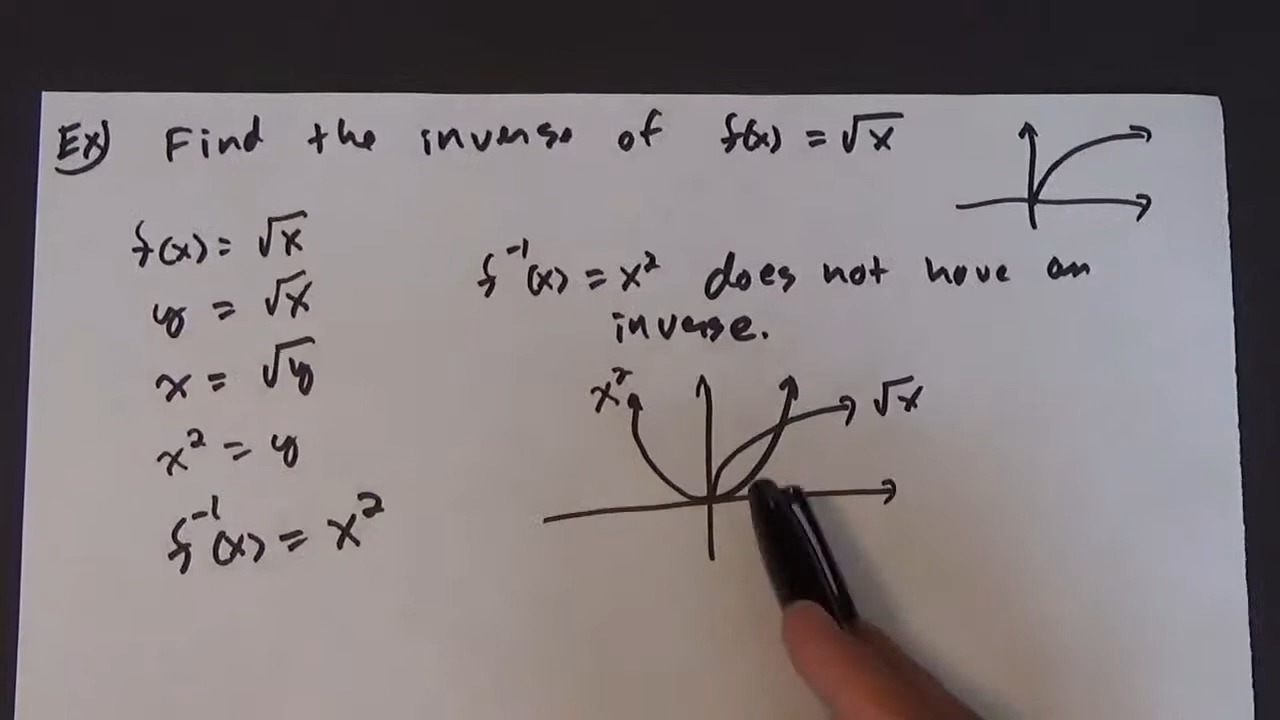 Ex) Find the inverse of f(x) = √x
f(x) = √x
y = √x
x = √y
x² = y
f⁻¹(x) = x²
f⁻¹(x) = x² does not have an
inverse.
x²
√x